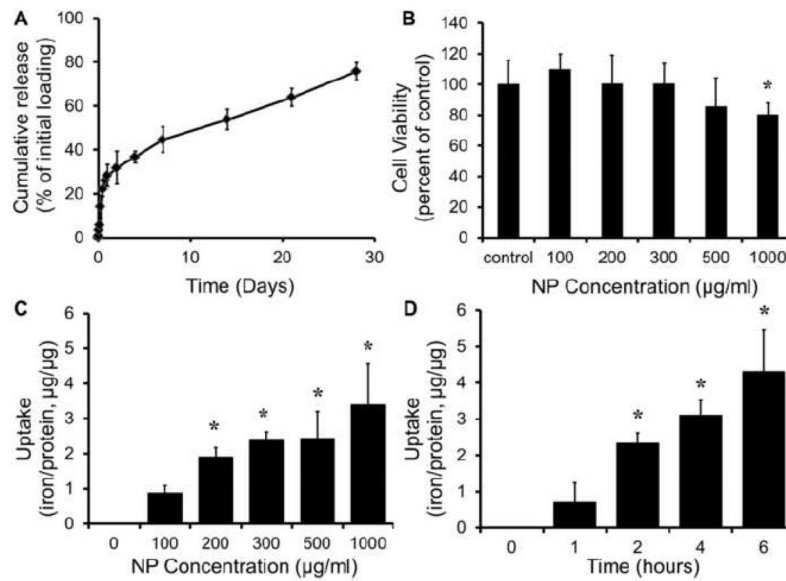 A
Cumulative release
(% of initial loading)
100
80
60
40
20
0
0 10 20 30
Time (Days)
B
Cell Viability
(percent of control)
140
120
100
80
60
40
20
0
*
control 100 200 300 500 1000
NP Concentration (μg/ml)
C
Uptake
(iron/protein, μg/μg)
6
5
4
3
2
1
0
* * * *
0 100 200 300 500 1000
NP Concentration (μg/ml)
D
Uptake
(iron/protein, μg/μg)
6
5
4
3
2
1
0
* * *
0 1 2 4 6
Time (hours)